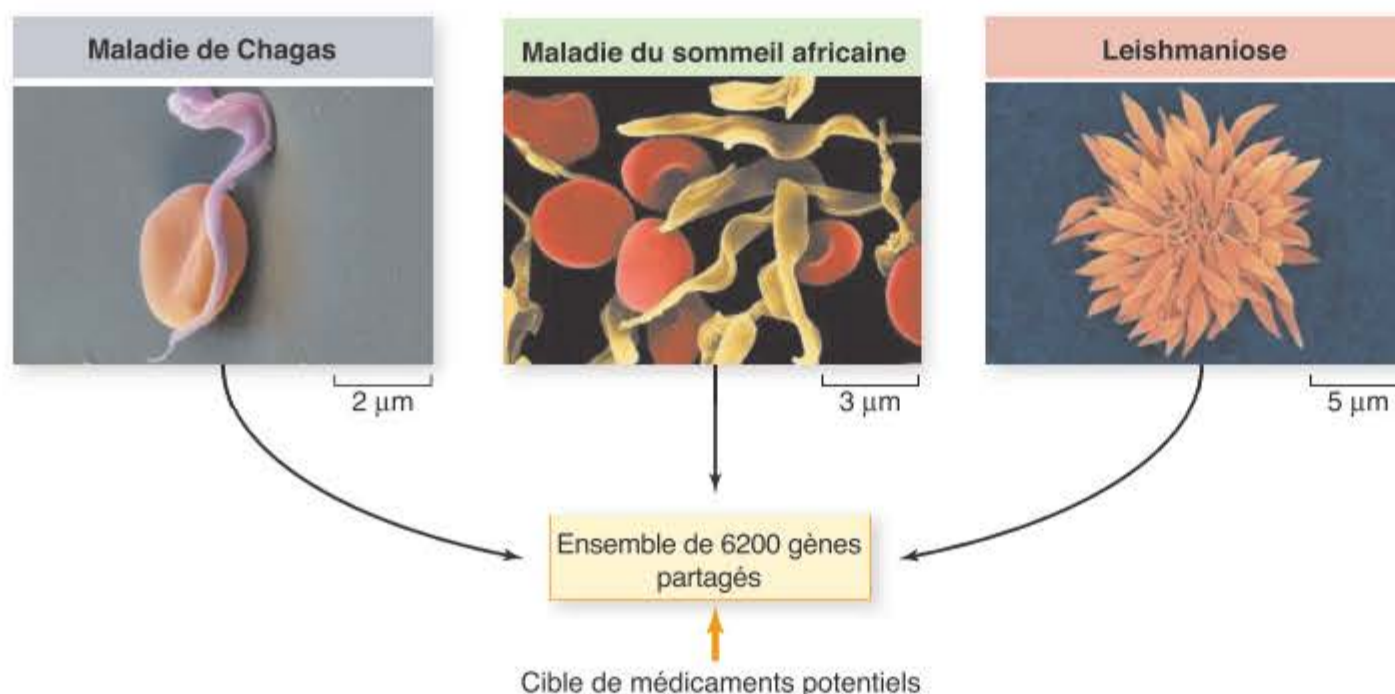 Maladie de Chagas
Maladie du sommeil africaine
Leishmaniose
2 μm
3 μm
5 μm
Ensemble de 6200 gènes
partagés
Cible de médicaments potentiels